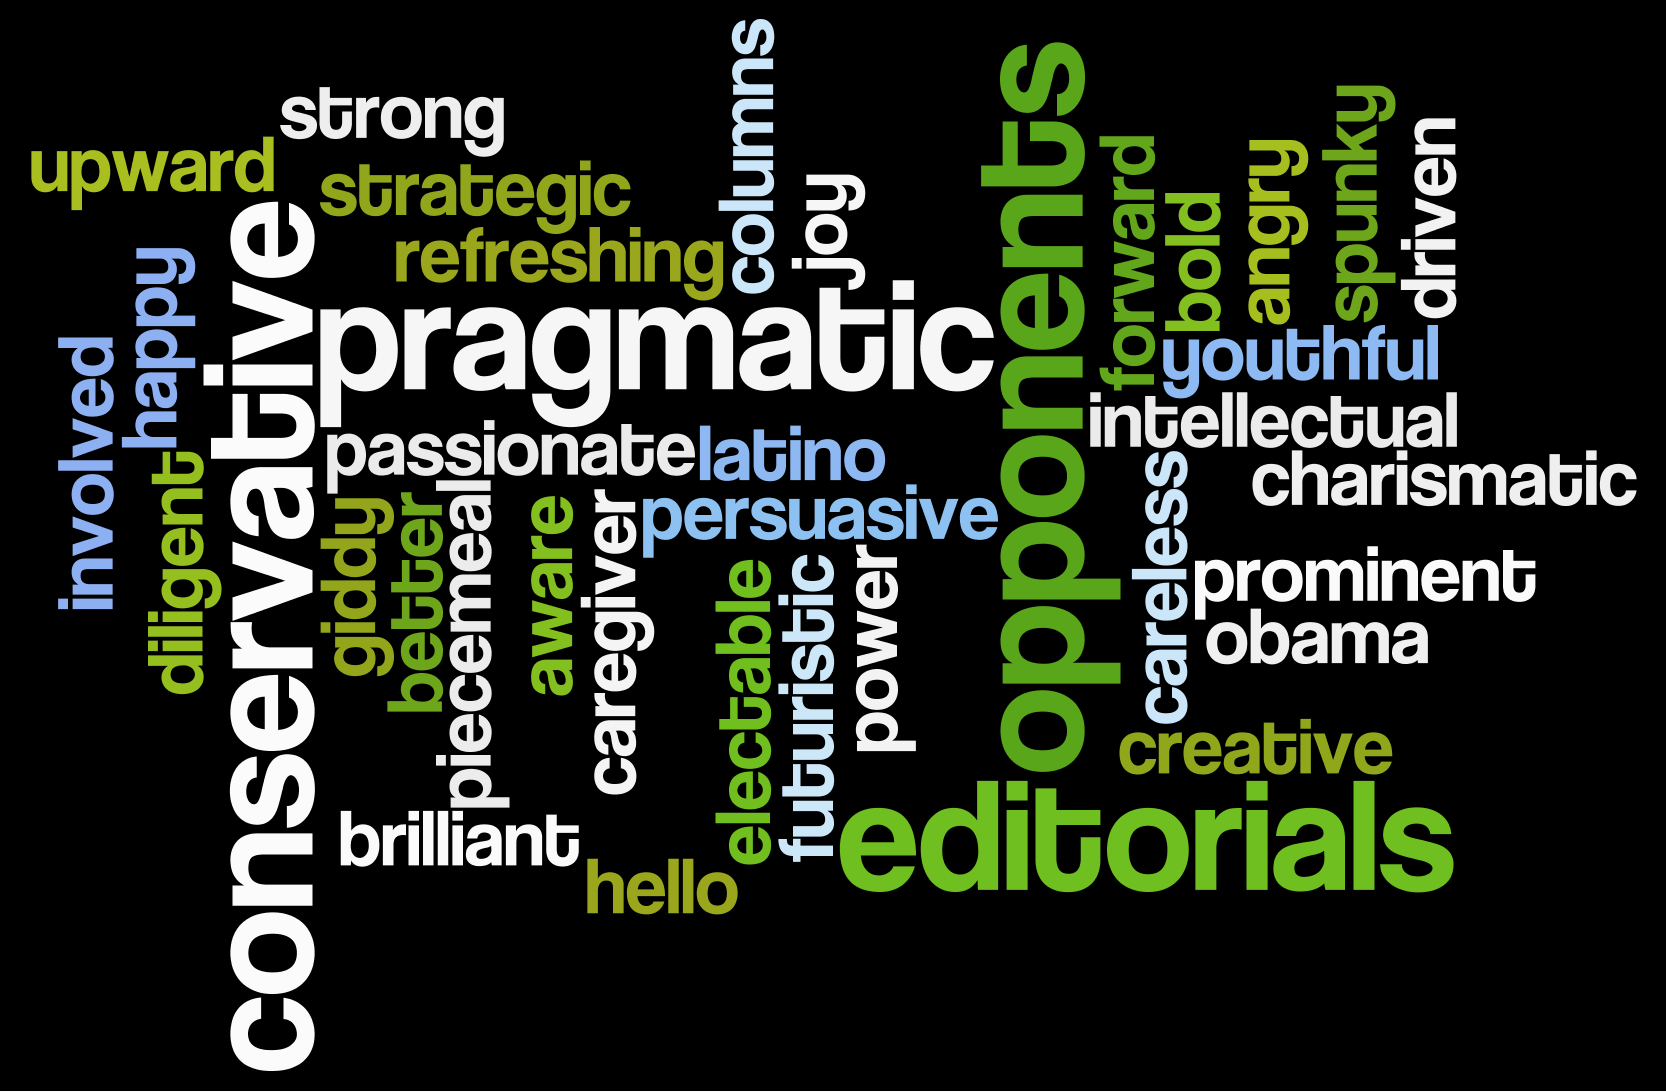 strong
upward
strategic
refreshing
columns
joy
opponents
forward
bold
angry
spunky
driven
conservative
happy
involved
diligent
pragmatic
youthful
intellectual
charismatic
passionate
latino
persuasive
giddy
better
piecemeal
aware
caregiver
electable
futuristic
power
careless
prominent
obama
creative
editorials
brilliant
hello